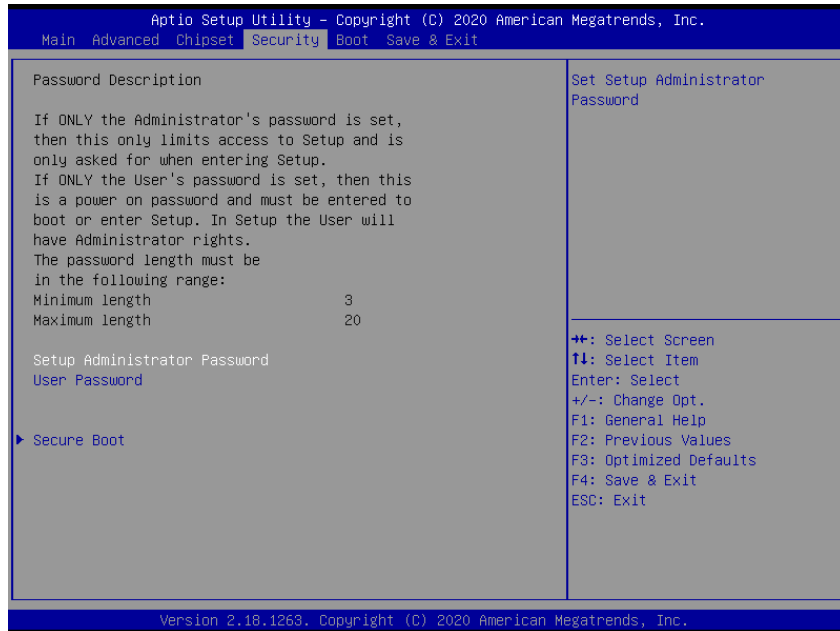 Aptio Setup Utility – Copyright (C) 2020 American Megatrends, Inc.
Main Advanced Chipset Security Boot Save & Exit
Password Description
If ONLY the Administrator's password is set,
then this only limits access to Setup and is
only asked for when entering Setup.
If ONLY the User's password is set, then this
is a power on password and must be entered to
boot or enter Setup. In Setup the User will
have Administrator rights.
The password length must be
in the following range:
Minimum length 3
Maximum length 20
Setup Administrator Password
User Password
Secure Boot
Set Setup Administrator
Password
→←: Select Screen
↑↓: Select Item
Enter: Select
+/-: Change Opt.
F1: General Help
F2: Previous Values
F3: Optimized Defaults
F4: Save & Exit
ESC: Exit
Version 2.18.1263. Copyright (C) 2020 American Megatrends, Inc.